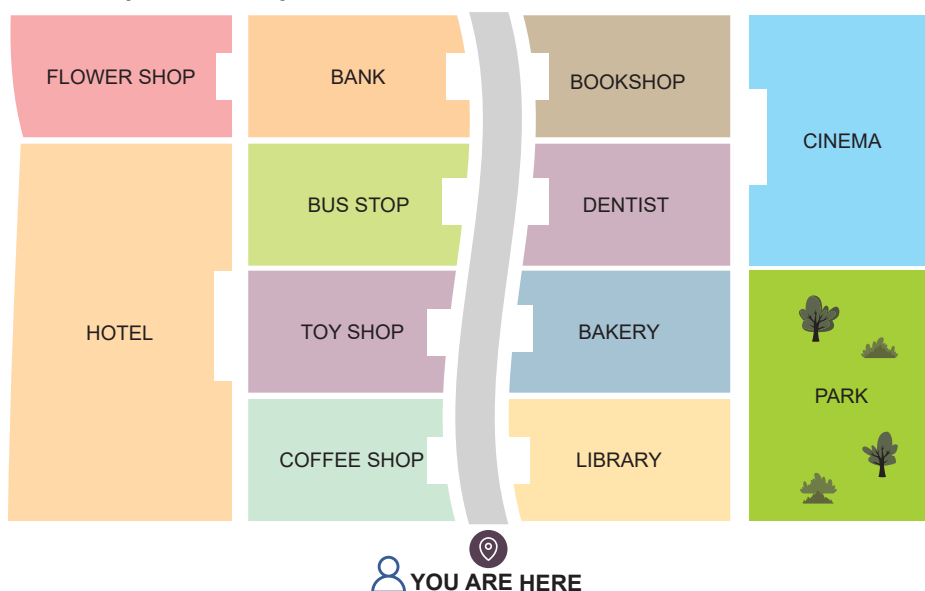 FLOWER SHOP
BANK
BOOKSHOP
CINEMA
BUS STOP
DENTIST
HOTEL
TOY SHOP
BAKERY
PARK
COFFEE SHOP
LIBRARY
YOU ARE HERE